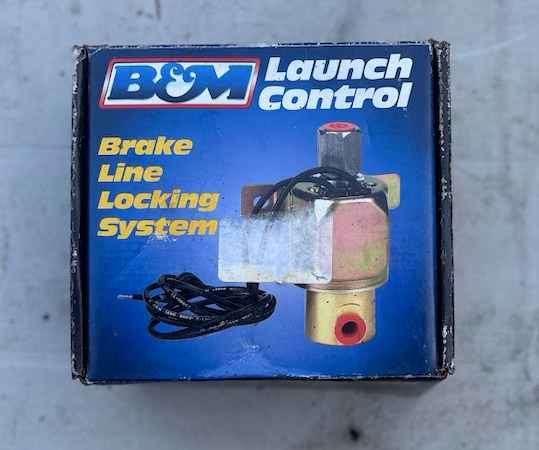 B&M Launch
Control
Brake
Line
Locking
System